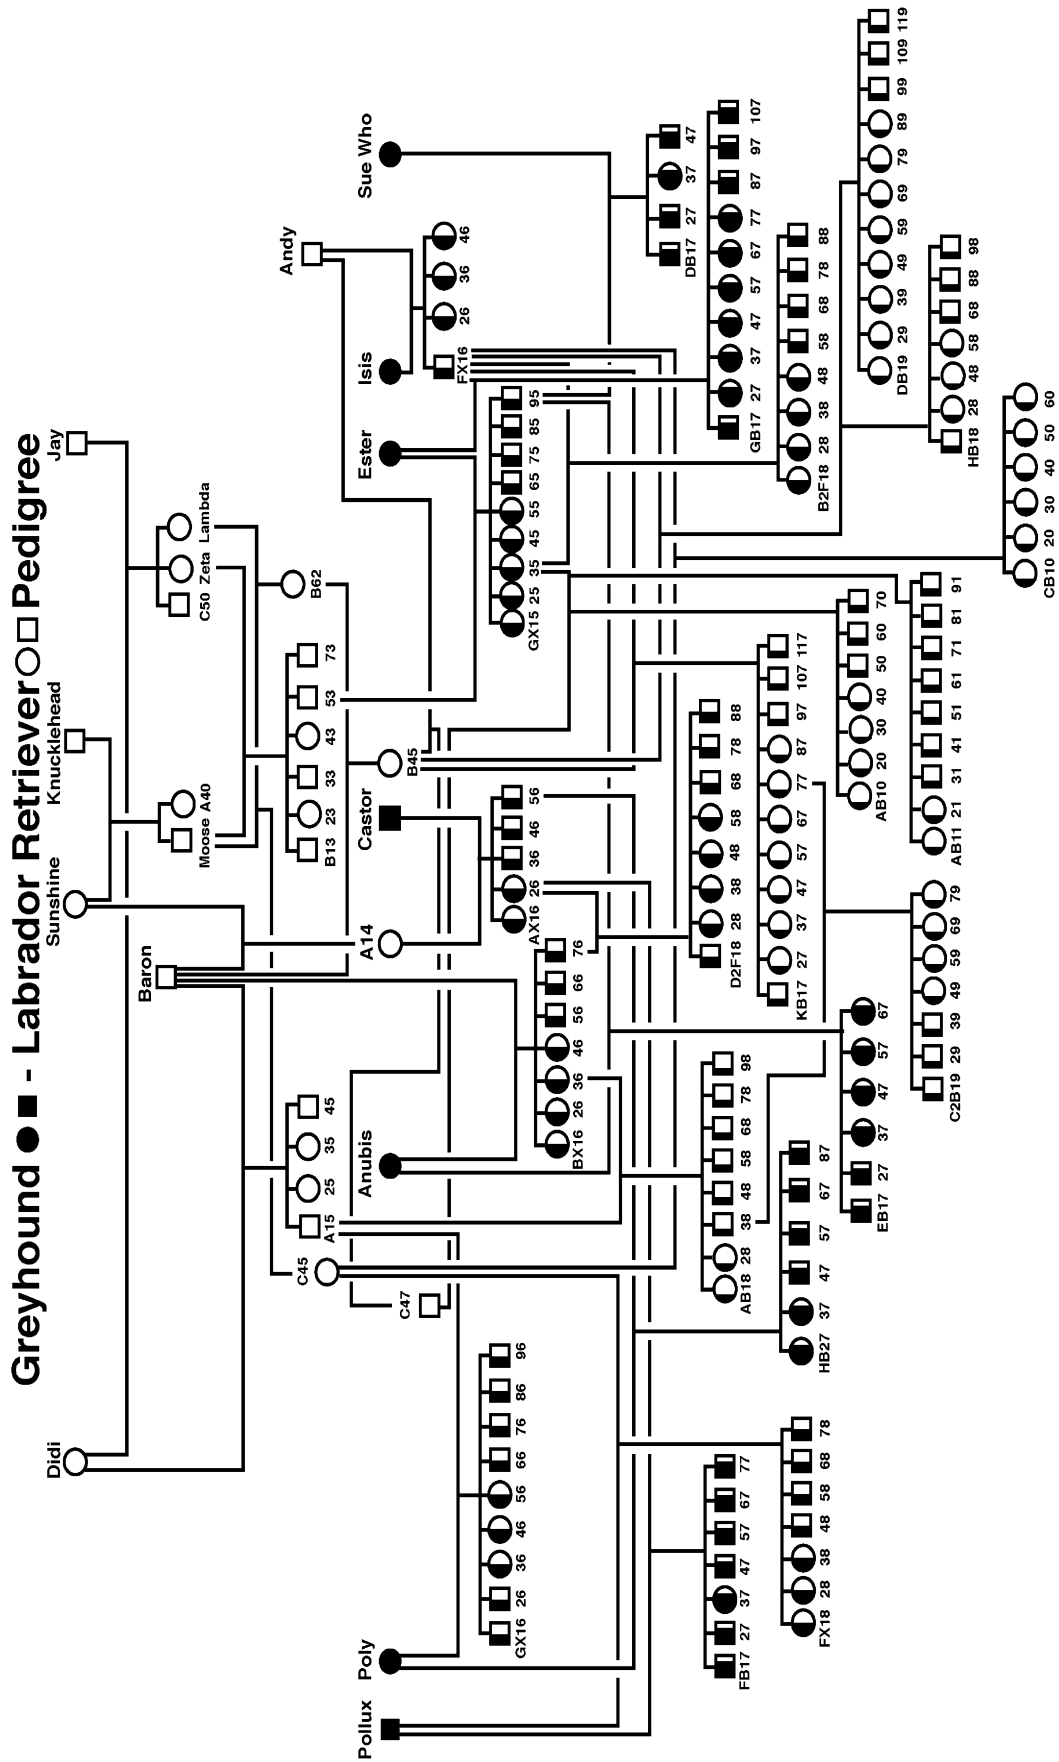 Greyhound - Labrador Retriever Pedigree
Didi
Sunshine
Knucklehead
Jay
Baron
Moose A40
C50 Zeta Lambda
C45
A15 25 35 45
B13 23 33 43 53 73
B62
Andy
Pollux
Poly
Anubis
A14
Castor
B45
Ester
Isis
Sue Who
C47
FX16 26 36 46
GX16 26 36 46 56 66 76 86 96
BX16 26 36 46 56 66 76
AX16 26 36 46 56
GX15 25 35 45 55 65 75 85 95
DB17 27 37 47
FB17 27 37 47 57 67 77
AB18 28 38 48 58 68 78 98
D2F18 28 38 48 58 68 78 88
GB17 27 37 47 57 67 77 87 97 107
FX18 28 38 48 58 68 78
HB27 37 47 57 67 87
KB17 27 37 47 57 67 77 87 97 107 117
B2F18 28 38 48 58 68 78 88
EB17 27 37 47 57 67
AB10 20 30 40 50 60 70
DB19 29 39 49 59 69 79 89 99 109 119
C2B19 29 39 49 59 69 79
AB11 21 31 41 51 61 71 81 91
HB18 28 48 58 68 88 98
CB10 20 30 40 50 60